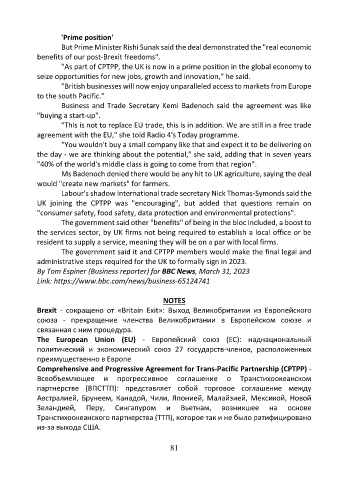 'Prime position'
But Prime Minister Rishi Sunak said the deal demonstrated the "real economic
benefits of our post-Brexit freedoms".
"As part of CPTPP, the UK is now in a prime position in the global economy to
seize opportunities for new jobs, growth and innovation," he said.
"British businesses will now enjoy unparalleled access to markets from Europe
to the south Pacific."
Business and Trade Secretary Kemi Badenoch said the agreement was like
"buying a start-up".
"This is not to replace EU trade, this is in addition. We are still in a free trade
agreement with the EU," she told Radio 4's Today programme.
"You wouldn't buy a small company like that and expect it to be delivering on
the day - we are thinking about the potential," she said, adding that in seven years
"40% of the world's middle class is going to come from that region".
Ms Badenoch denied there would be any hit to UK agriculture, saying the deal
would "create new markets" for farmers.
Labour's shadow international trade secretary Nick Thomas-Symonds said the
UK joining the CPTPP was "encouraging", but added that questions remain on
"consumer safety, food safety, data protection and environmental protections".
The government said other "benefits" of being in the bloc included, a boost to
the services sector, by UK firms not being required to establish a local office or be
resident to supply a service, meaning they will be on a par with local firms.
The government said it and CPTPP members would make the final legal and
administrative steps required for the UK to formally sign in 2023.
By Tom Espiner (Business reporter) for BBC News, March 31, 2023
Link: https://www.bbc.com/news/business-65124741
NOTES
Brexit - сокращено от «Britain Exit»: Выход Великобритании из Европейского
союза - прекращение членства Великобритании в Европейском союзе и
связанная с ним процедура.
The European Union (EU) - Европейский союз (ЕС): наднациональный
политический и экономический союз 27 государств-членов, расположенных
преимущественно в Европе
Comprehensive and Progressive Agreement for Trans-Pacific Partnership (CPTPP) -
Всеобъемлющее и прогрессивное соглашение о Транстихоокеанском
партнерстве (ВПСТТП): представляет собой торговое соглашение между
Австралией, Брунеем, Канадой, Чили, Японией, Малайзией, Мексикой, Новой
Зеландией, Перу, Сингапуром и Вьетнам, возникшее на основе
Транстихоокеанского партнерства (ТТП), которое так и не было ратифицировано
из-за выхода США.
81